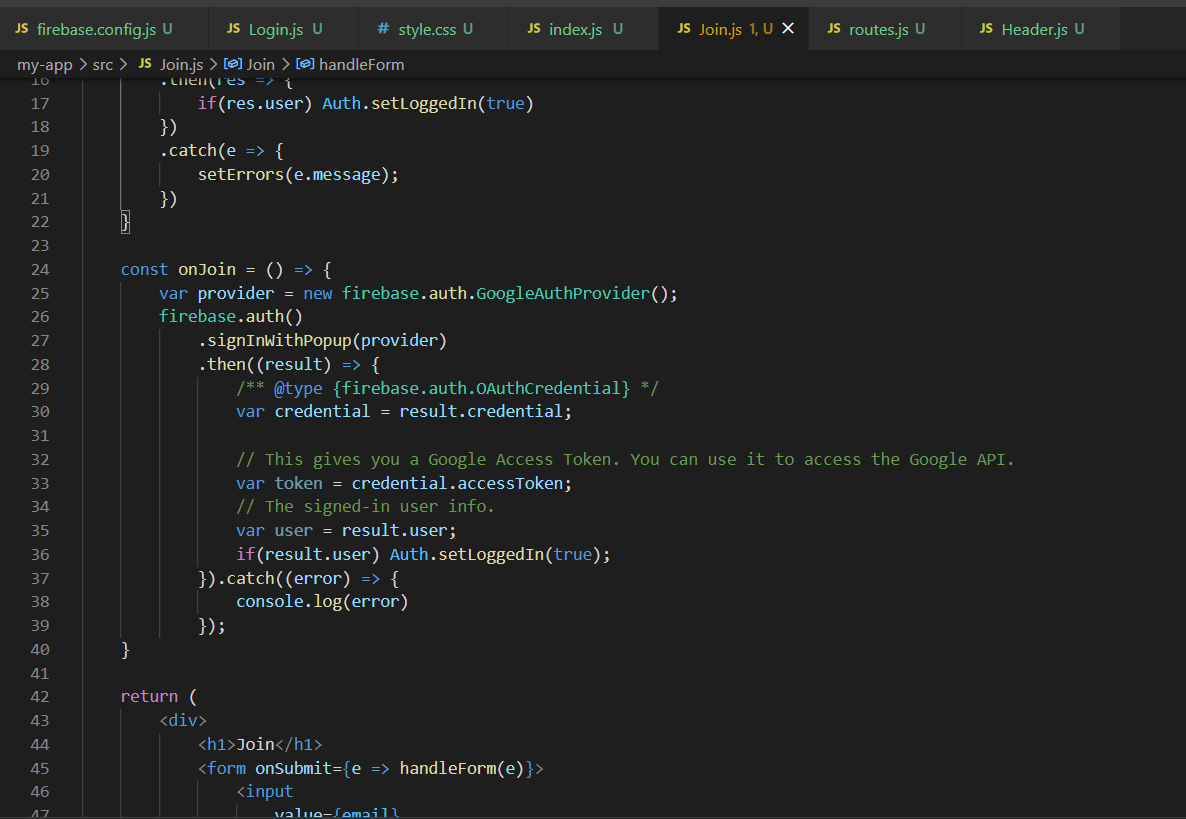 JS firebase.config.js U JS Login.js U # style.css U JS index.js U JS Join.js 1, U × JS routes.js U JS Header.js U
my-app > src > JS Join.js > Join > handleForm
16 .then(res => {
17 if(res.user) Auth.setLoggedIn(true)
18 })
19 .catch(e => {
20 setErrors(e.message);
21 })
22 }
23
24 const onJoin = () => {
25 var provider = new firebase.auth.GoogleAuthProvider();
26 firebase.auth()
27 .signInWithPopup(provider)
28 .then((result) => {
29 /** @type {firebase.auth.OAuthCredential} */
30 var credential = result.credential;
31
32 // This gives you a Google Access Token. You can use it to access the Google API.
33 var token = credential.accessToken;
34 // The signed-in user info.
35 var user = result.user;
36 if(result.user) Auth.setLoggedIn(true);
37 }).catch((error) => {
38 console.log(error)
39 });
40 }
41
42 return (
43 <div>
44 <h1>Join</h1>
45 <form onSubmit={e => handleForm(e)}>
46 <input
47 value={email}